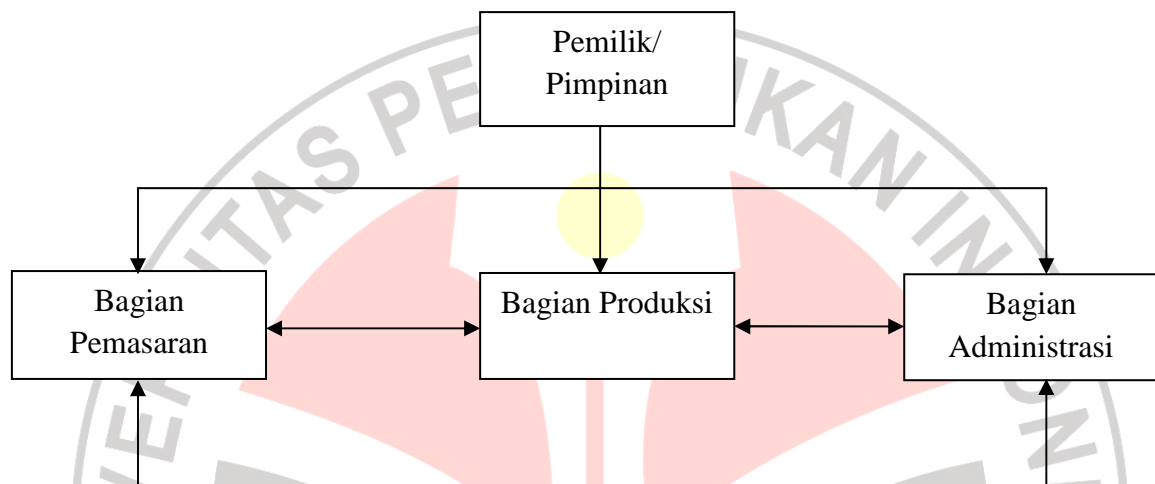 Pemilik/
Pimpinan
Bagian
Pemasaran
Bagian Produksi
Bagian
Administrasi